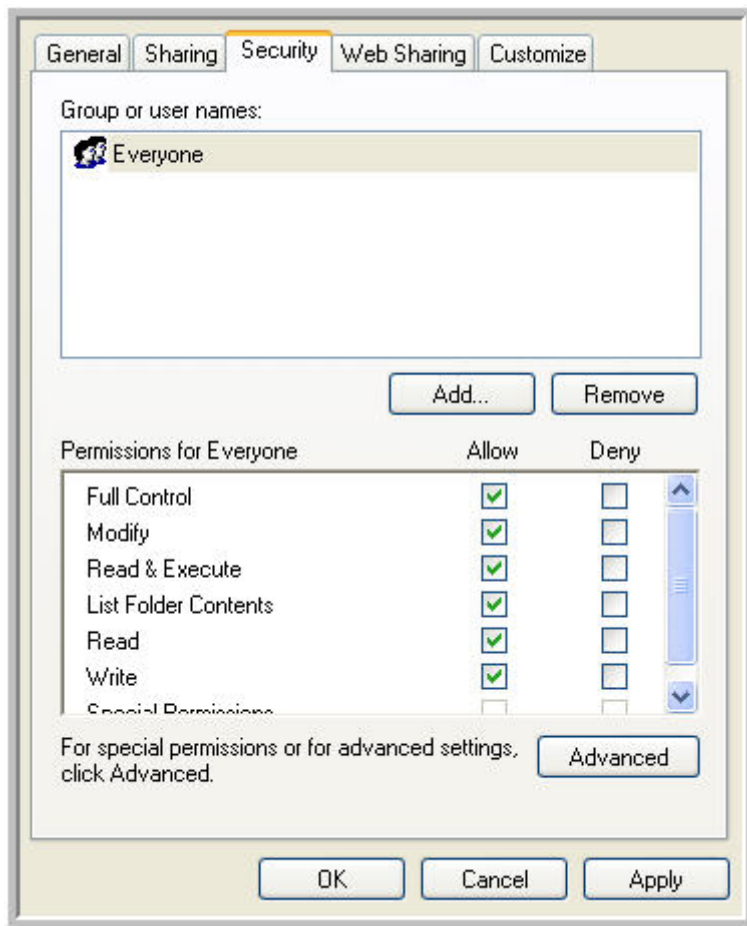 General Sharing Security Web Sharing Customize
Group or user names:
Everyone
Add... Remove
Permissions for Everyone Allow Deny
Full Control
Modify
Read & Execute
List Folder Contents
Read
Write
Special Permissions
For special permissions or for advanced settings,
click Advanced.
Advanced
OK Cancel Apply